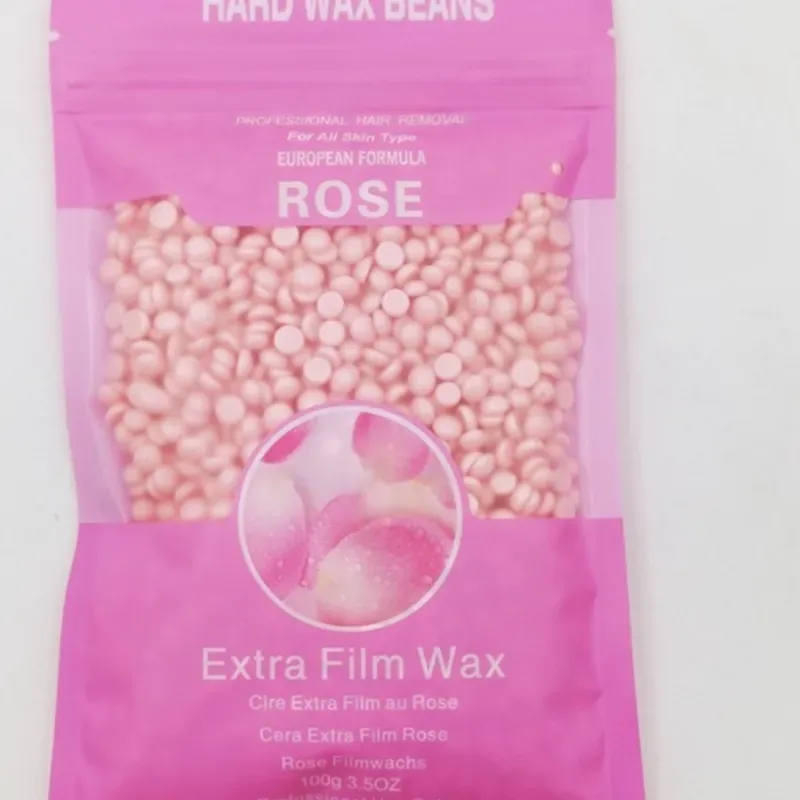 HARD WAX BEANS
PROFESSIONAL HAIR REMOVAL
For All Skin Type
EUROPEAN FORMULA
ROSE
Extra Film Wax
Cire Extra Film au Rose
Cera Extra Film Rose
Rose Filmwachs
100g 3.5OZ